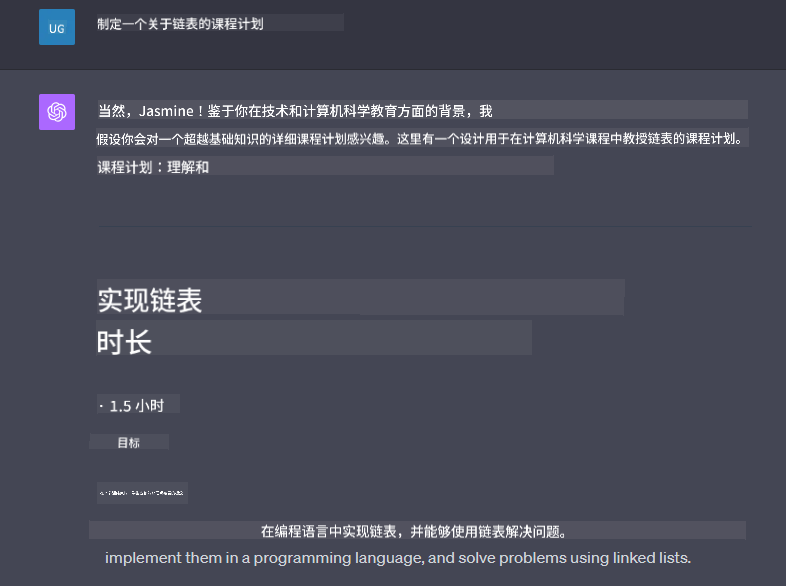 UG
制定一个关于链表的课程计划
当然，Jasmine！鉴于你在技术和计算机科学教育方面的背景，我
假设你会对一个超越基础知识的详细课程计划感兴趣。这里有一个设计用于在计算机科学课程中教授链表的课程计划。
课程计划：理解和
实现链表
时长
· 1.5 小时
目标
在编程语言中实现链表，并能够使用链表解决问题。
implement them in a programming language, and solve problems using linked lists.